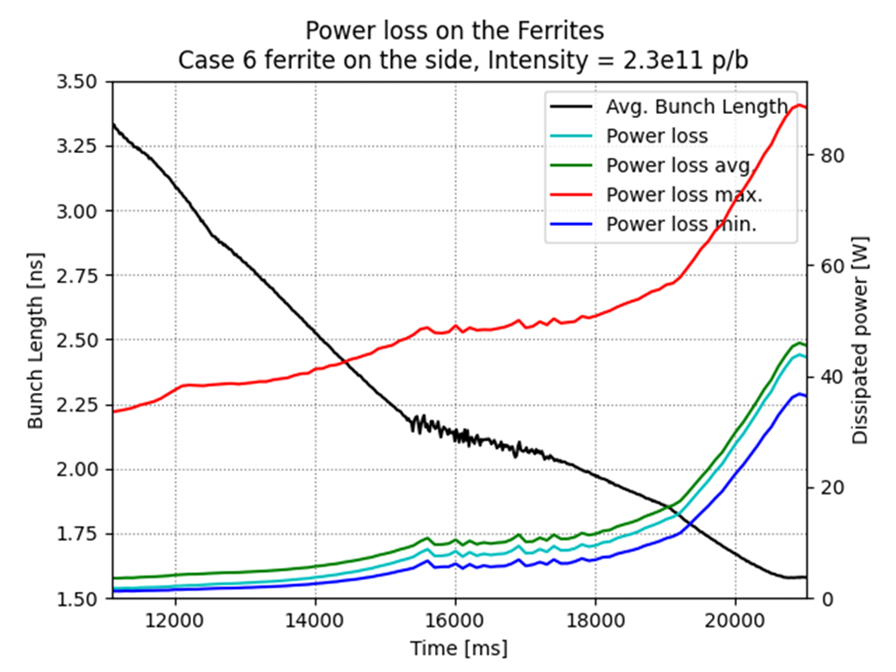 Power loss on the Ferrites
Case 6 ferrite on the side, Intensity = 2.3e11 p/b
3.50
3.25
3.00
2.75
2.50
2.25
2.00
1.75
1.50
Bunch Length [ns]
Avg. Bunch Length
Power loss
Power loss avg.
Power loss max.
Power loss min.
80
60
40
20
0
Dissipated power [W]
12000 14000 16000 18000 20000
Time [ms]